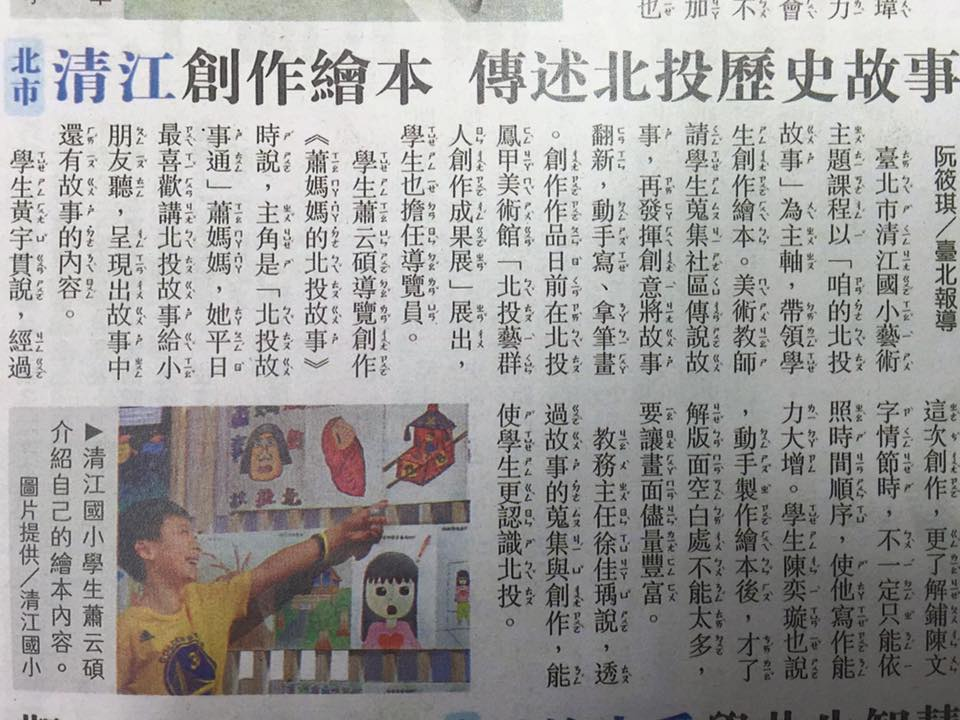 瑋
力
會
不
加
也
北市
清江創作繪本 傳述北投歷史故事
阮筱琪／臺北報導
臺北市清江國小藝術
主題課程以「咱的北投
故事」為主軸，帶領學
生創作繪本。美術教師
請學生蒐集社區傳說故
事，再發揮創意將故事
翻新，動手寫、拿筆畫
。創作作品日前在北投
鳳甲美術館「北投藝群
人創作成果展」展出，
學生也擔任導覽員。
學生蕭云碩導覽創作
《蕭媽媽的北投故事》
時說，主角是「北投故
事通」蕭媽媽，她平日
最喜歡講北投故事給小
朋友聽，呈現出故事中
還有故事的內容。
學生黃宇貫說，經過
這次創作，更了解鋪陳文
字情節時，不一定只能依
照時間順序，使他寫作能
力大增。學生陳奕璇也說
，動手製作繪本後，才了
解版面空白處不能太多，
要讓畫面儘量豐富。
教務主任徐佳瑀說，透
過故事的蒐集與創作，能
使學生更認識北投。
▶清江國小學生蕭云碩
介紹自己的繪本內容。
圖片提供／清江國小